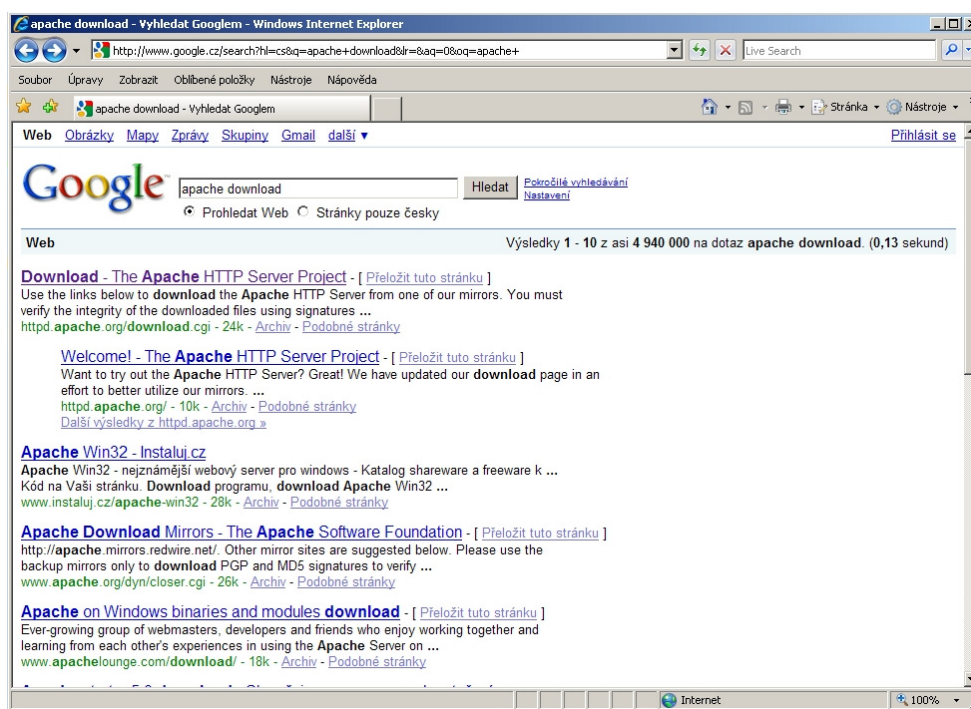 apache download - Vyhledat Googlem - Windows Internet Explorer
http://www.google.cz/search?hl=cs&q=apache+download&lr=&aq=0&oq=apache+
Live Search
Soubor Úpravy Zobrazit Oblíbené položky Nástroje Nápověda
apache download - Vyhledat Googlem
Stránka Nástroje
Web Obrázky Mapy Zprávy Skupiny Gmail další ▼
Přihlásit se
Google
apache download
Hledat
Pokročilé vyhledávání
Nastavení
Prohledat Web Stránky pouze česky
Web
Výsledky 1 - 10 z asi 4 940 000 na dotaz apache download. (0,13 sekund)
Download - The Apache HTTP Server Project - [ Přeložit tuto stránku ]
Use the links below to download the Apache HTTP Server from one of our mirrors. You must
verify the integrity of the downloaded files using signatures ...
httpd.apache.org/download.cgi - 24k - Archiv - Podobné stránky
Welcome! - The Apache HTTP Server Project - [ Přeložit tuto stránku ]
Want to try out the Apache HTTP Server? Great! We have updated our download page in an
effort to better utilize our mirrors. ...
httpd.apache.org/ - 10k - Archiv - Podobné stránky
Další výsledky z httpd.apache.org »
Apache Win32 - Instaluj.cz
Apache Win32 - nejznámější webový server pro windows - Katalog shareware a freeware k ...
Kód na Vaši stránku. Download programu, download Apache Win32 ...
www.instaluj.cz/apache-win32 - 28k - Archiv - Podobné stránky
Apache Download Mirrors - The Apache Software Foundation - [ Přeložit tuto stránku ]
http://apache.mirrors.redwire.net/. Other mirror sites are suggested below. Please use the
backup mirrors only to download PGP and MD5 signatures to verify ...
www.apache.org/dyn/closer.cgi - 26k - Archiv - Podobné stránky
Apache on Windows binaries and modules download - [ Přeložit tuto stránku ]
Ever-growing group of webmasters, developers and friends who enjoy working together and
learning from each other's experiences in using the Apache Server on ...
www.apachelounge.com/download/ - 18k - Archiv - Podobné stránky
Internet
100%